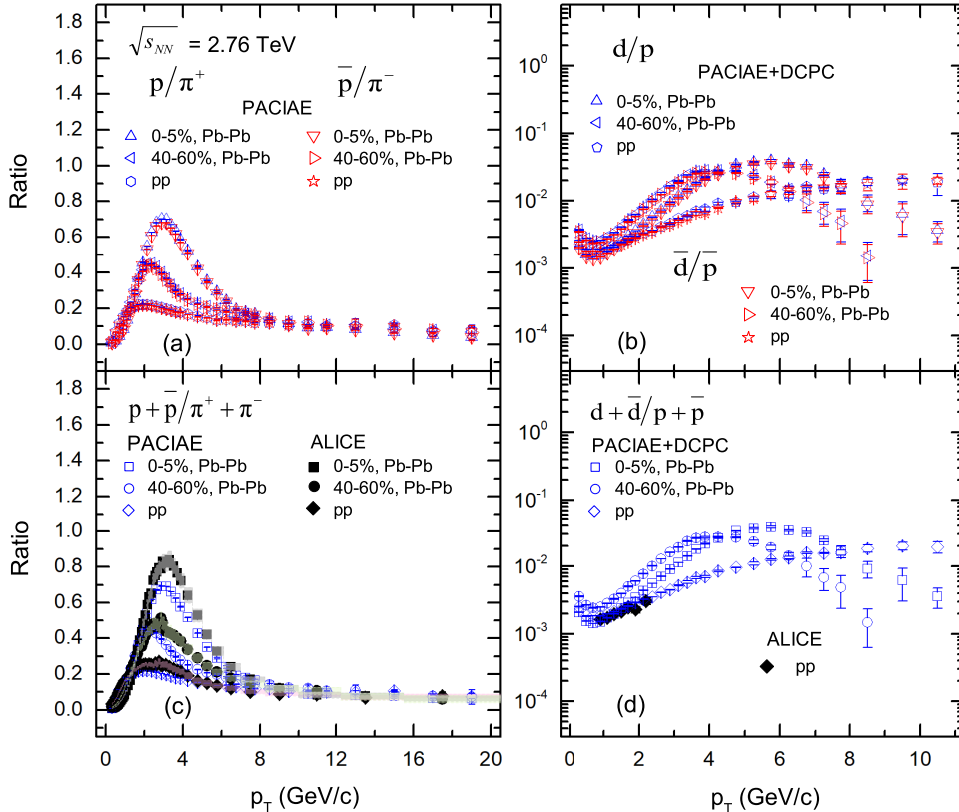 √s_NN = 2.76 TeV
p/π⁺ p̄/π⁻
PACIAE
0-5%, Pb-Pb 0-5%, Pb-Pb
40-60%, Pb-Pb 40-60%, Pb-Pb
pp pp
1.8
1.6
1.4
1.2
1.0
0.8
0.6
0.4
0.2
0.0
Ratio
(a)
d/p
PACIAE+DCPC
0-5%, Pb-Pb
40-60%, Pb-Pb
pp
10⁰
10⁻¹
10⁻²
10⁻³
10⁻⁴
d̄/p̄
0-5%, Pb-Pb
40-60%, Pb-Pb
pp
(b)
p+p̄/π⁺+π⁻
PACIAE ALICE
0-5%, Pb-Pb 0-5%, Pb-Pb
40-60%, Pb-Pb 40-60%, Pb-Pb
pp pp
1.8
1.6
1.4
1.2
1.0
0.8
0.6
0.4
0.2
0.0
Ratio
(c)
0 4 8 12 16 20
p_T (GeV/c)
d+d̄/p+p̄
PACIAE+DCPC
0-5%, Pb-Pb
40-60%, Pb-Pb
pp
10⁰
10⁻¹
10⁻²
10⁻³
10⁻⁴
ALICE
pp
(d)
0 2 4 6 8 10
p_T (GeV/c)